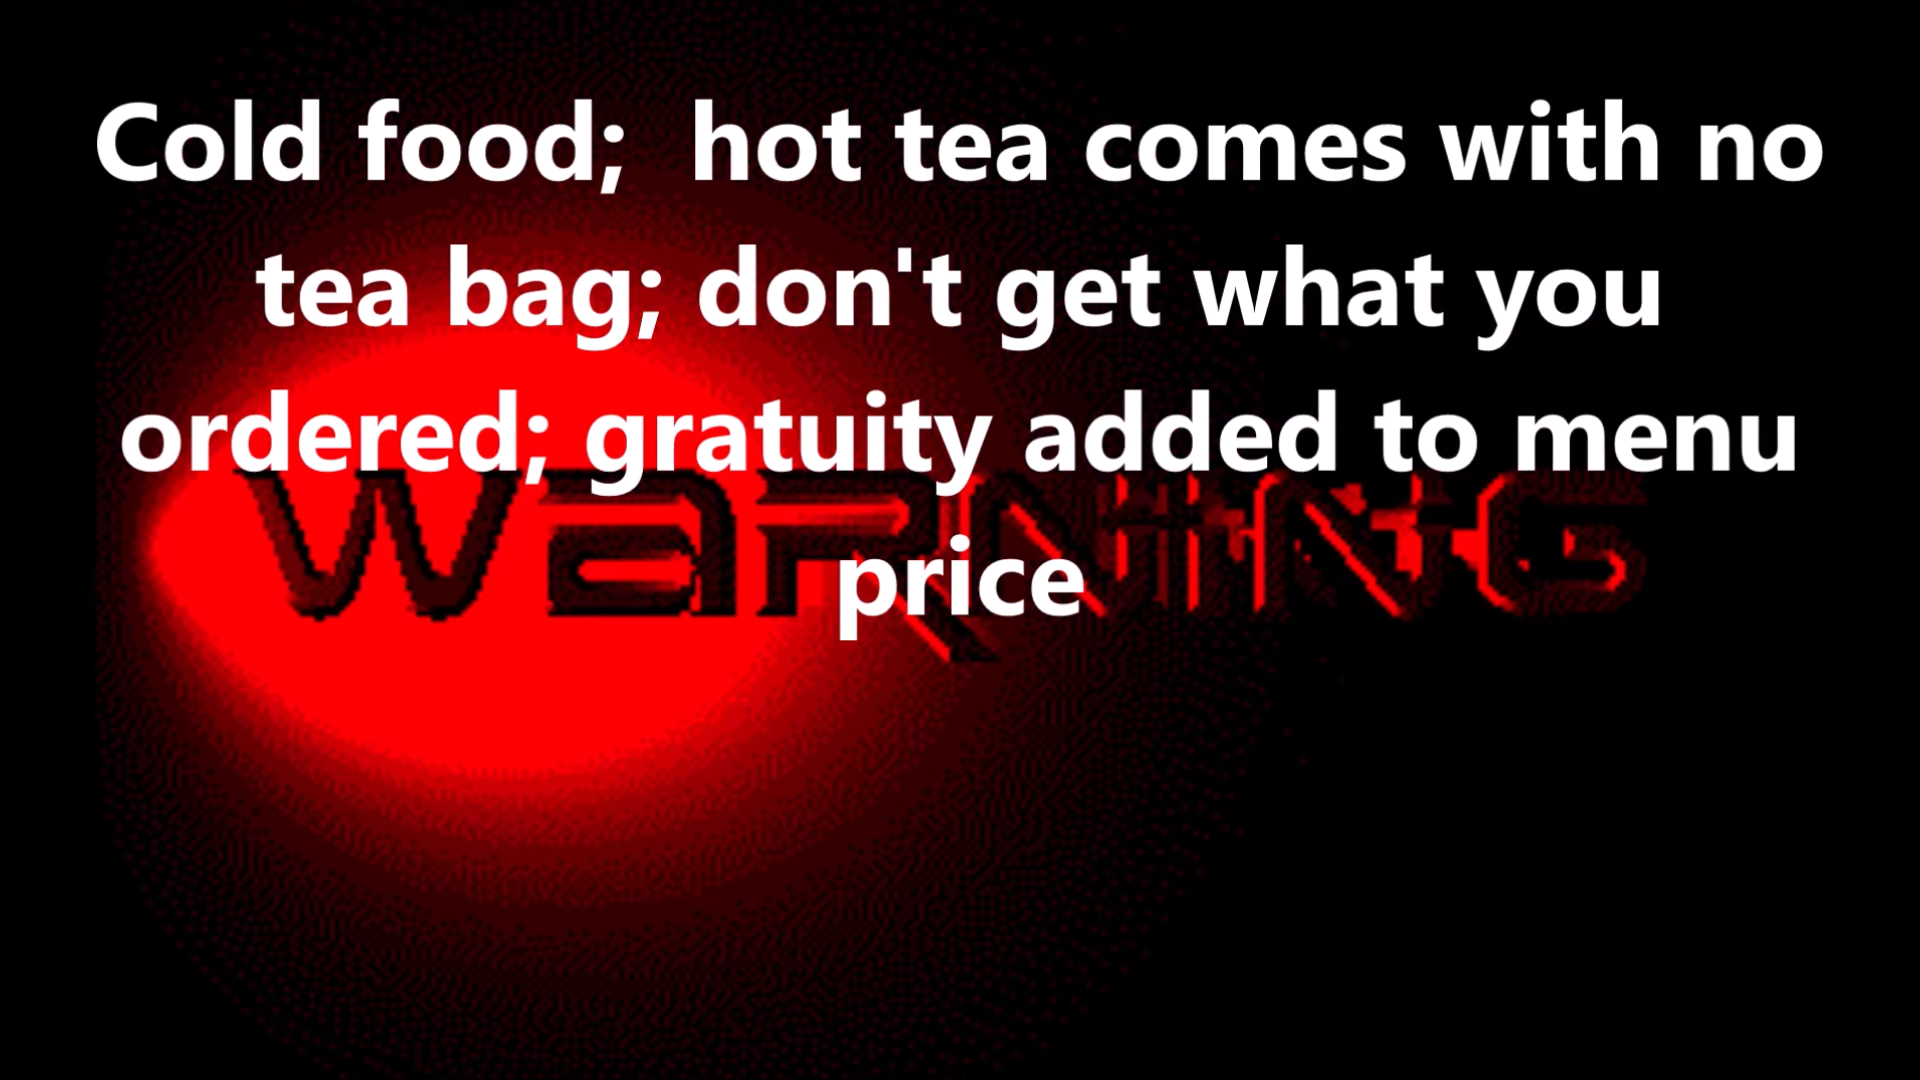 Cold food;  hot tea comes with no
tea bag; don't get what you
ordered; gratuity added to menu
price
WaRNiNG